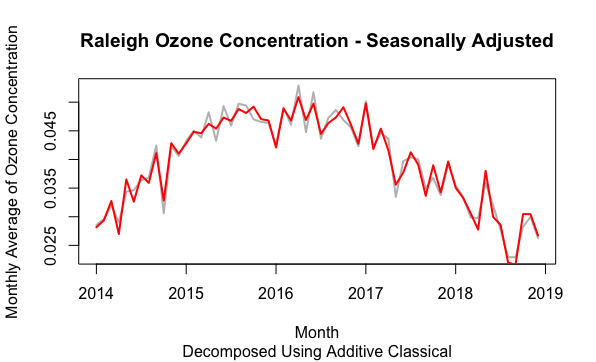 Raleigh Ozone Concentration - Seasonally Adjusted
Monthly Average of Ozone Concentration
0.045
0.035
0.025
2014 2015 2016 2017 2018 2019
Month
Decomposed Using Additive Classical